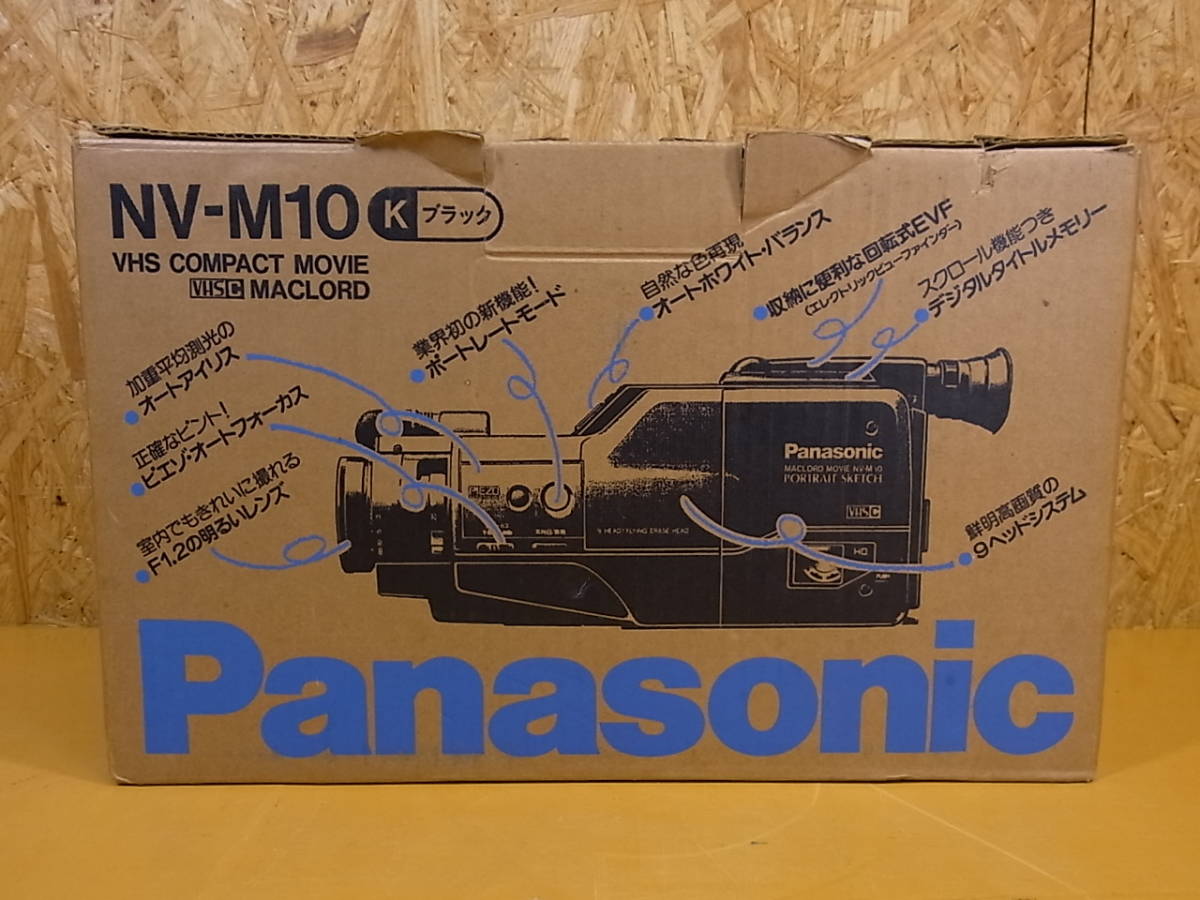 NV-M10 K ブラック
VHS COMPACT MOVIE
VHS C MACLORD
加重平均測光の
●オートアイリス
正確なピント!
●ピエゾ・オートフォーカス
室内でもきれいに撮れる
●F1.2の明るいレンズ
業界初の新機能!
●ポートレートモード
自然な色再現
●オートホワイト・バランス
●収納に便利な回転式EVF
(エレクトリックビューファインダー)
スクロール機能つき
●デジタルタイトルメモリー
鮮明高画質の
●9ヘッドシステム
Panasonic
MACLORD MOVIE NV-M10
PORTRAIT SKETCH
VHS C
HQ
PUSH
PIEZO
9 HEAD FLYING ERASE HEAD
Panasonic